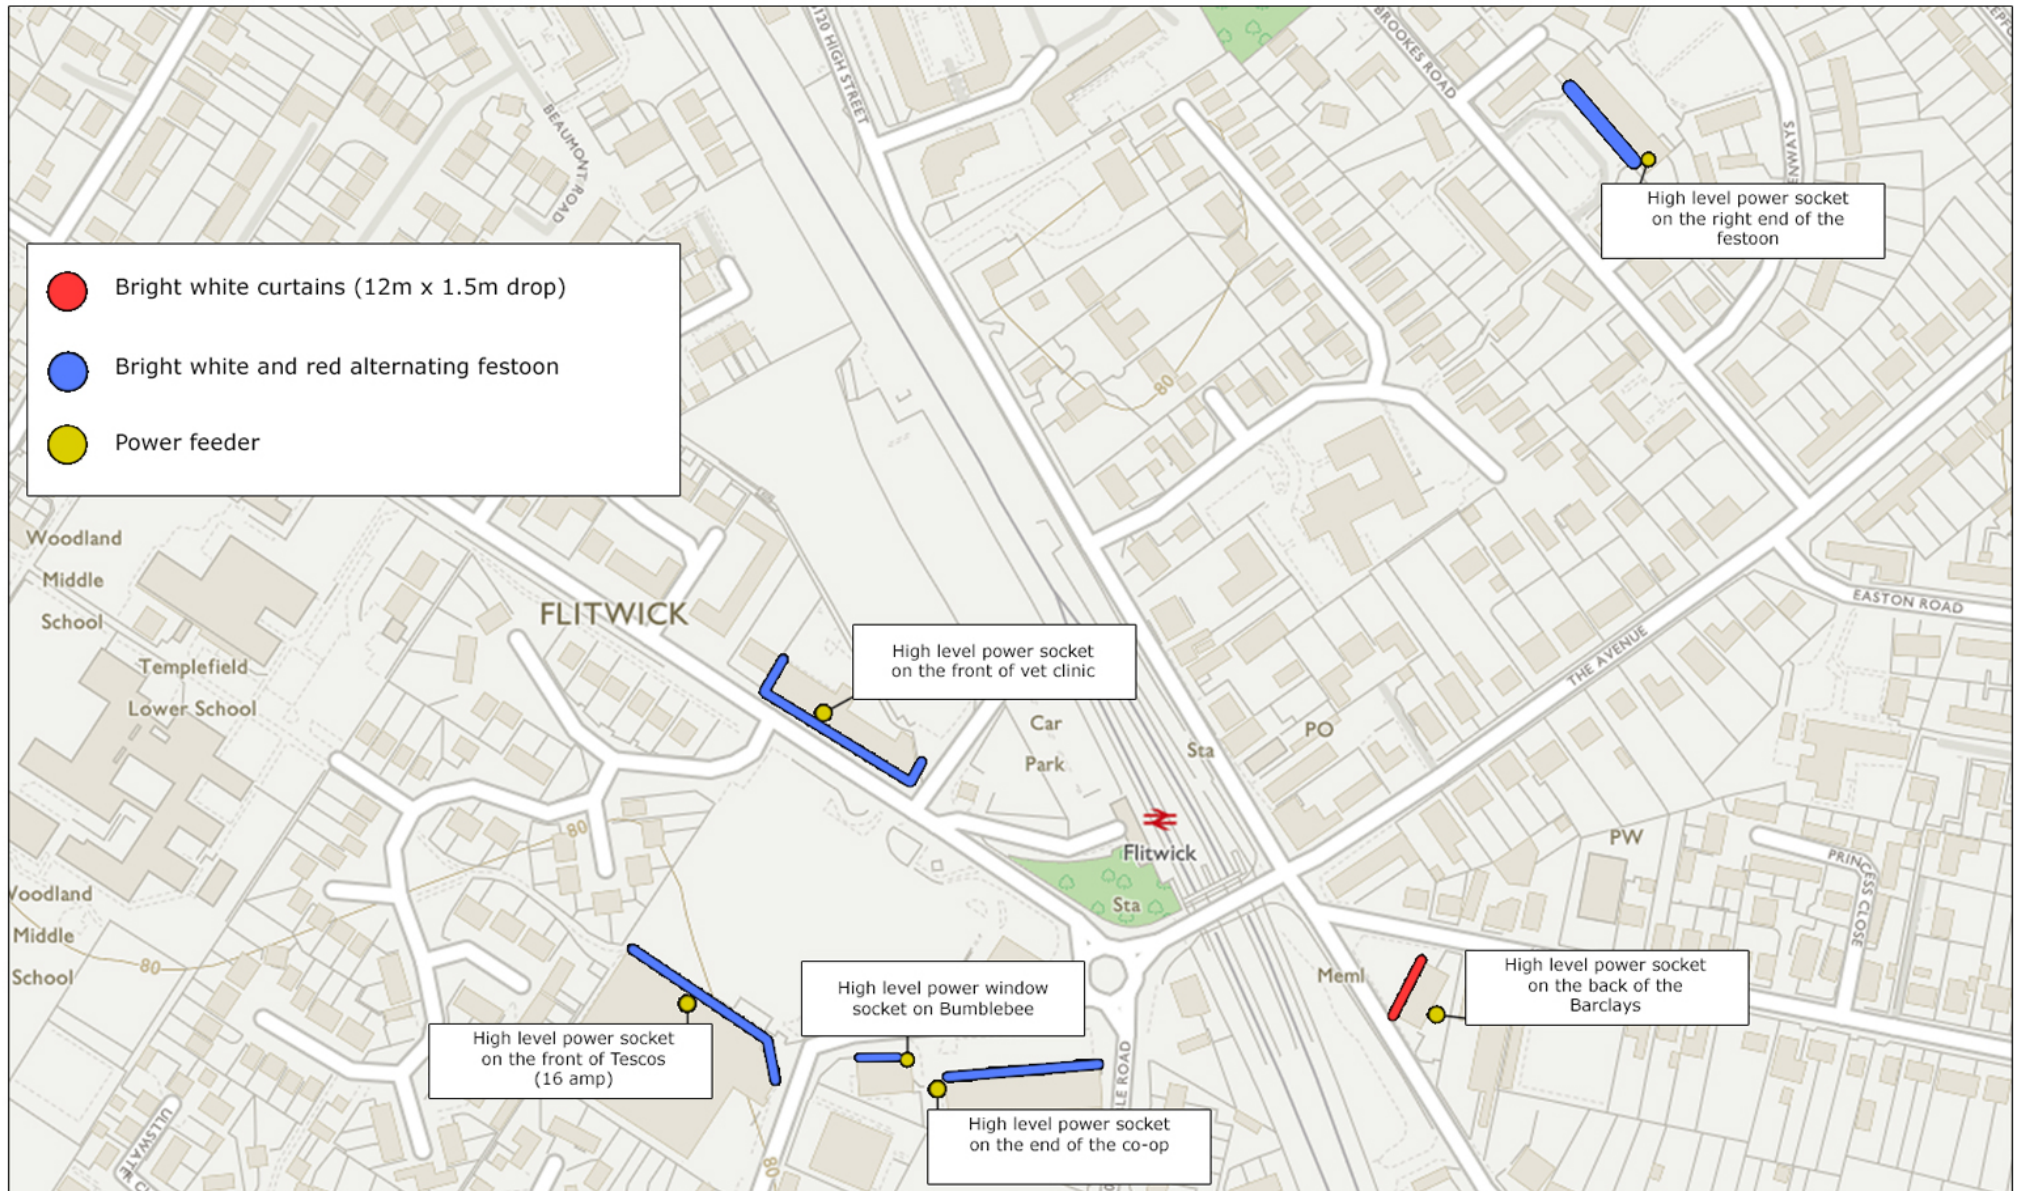 5120 HIGH STREET
BROOKES ROAD
BEAUMONT ROAD
High level power socket
on the right end of the
festoon
Bright white curtains (12m x 1.5m drop)
Bright white and red alternating festoon
Power feeder
80
Woodland
Middle
School
FLITWICK
EASTON ROAD
THE AVENUE
Templefield
Lower School
High level power socket
on the front of vet clinic
Car
Park
Sta
PO
80
Flitwick
PW
PRINCESS CLOSE
Sta
Middle
School
80
Meml
High level power socket
on the back of the
Barclays
High level power window
socket on Bumblebee
High level power socket
on the front of Tescos
(16 amp)
High level power socket
on the end of the co-op
ROAD
80
ULLSWATER